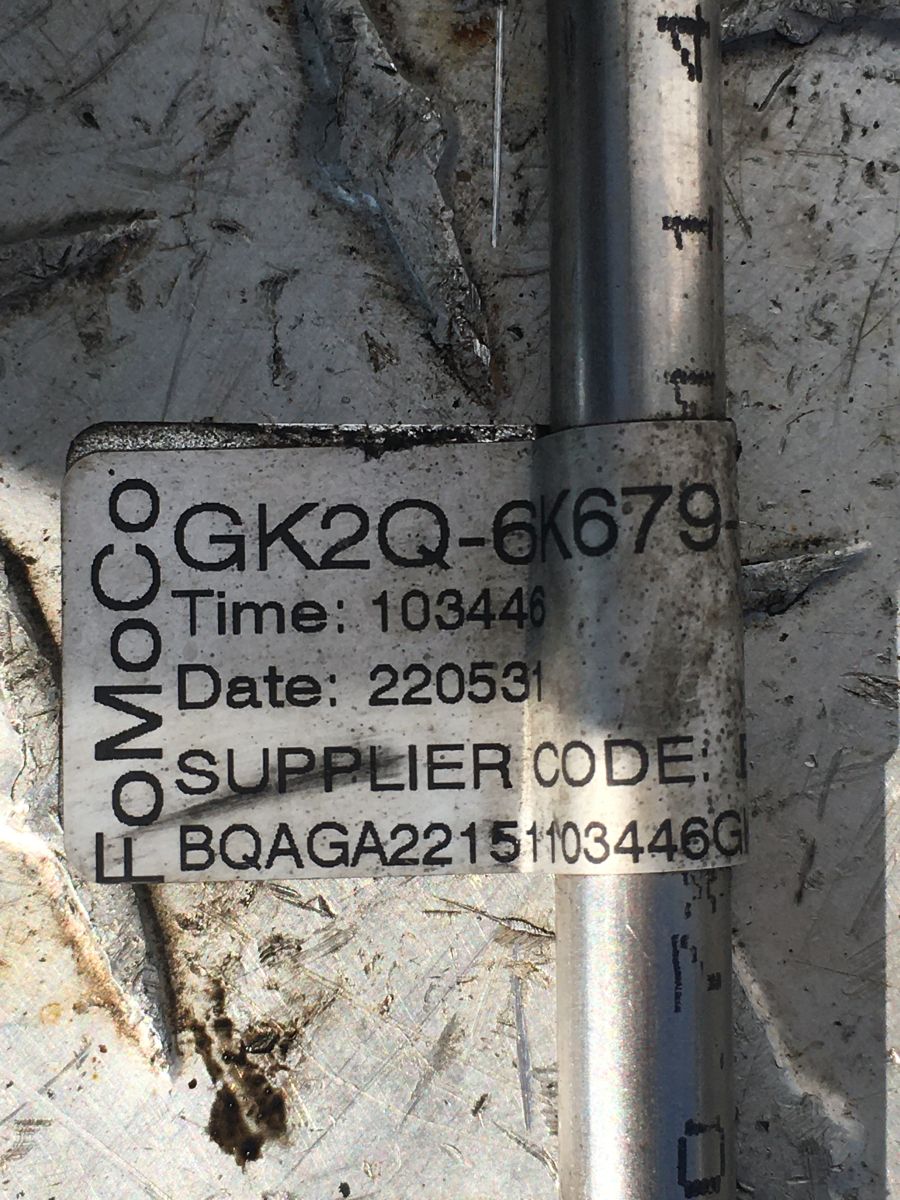 FoMoCo
GK2Q-6K679-
Time: 103446
Date: 220531
SUPPLIER CODE:
BQAGA22151103446G